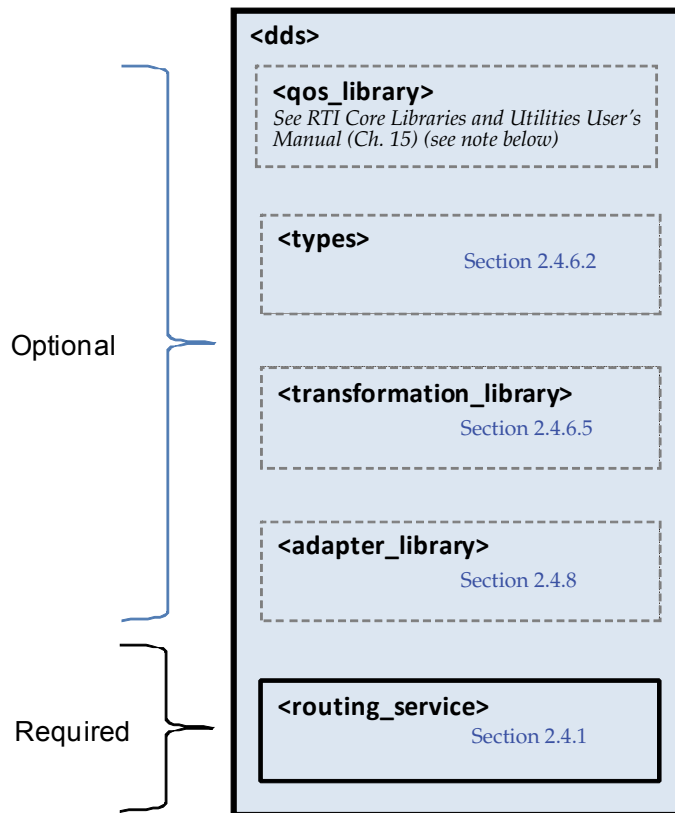 <dds>
<qos_library>
See RTI Core Libraries and Utilities User's
Manual (Ch. 15) (see note below)
<types>
Section 2.4.6.2
Optional
<transformation_library>
Section 2.4.6.5
<adapter_library>
Section 2.4.8
<routing_service>
Required
Section 2.4.1